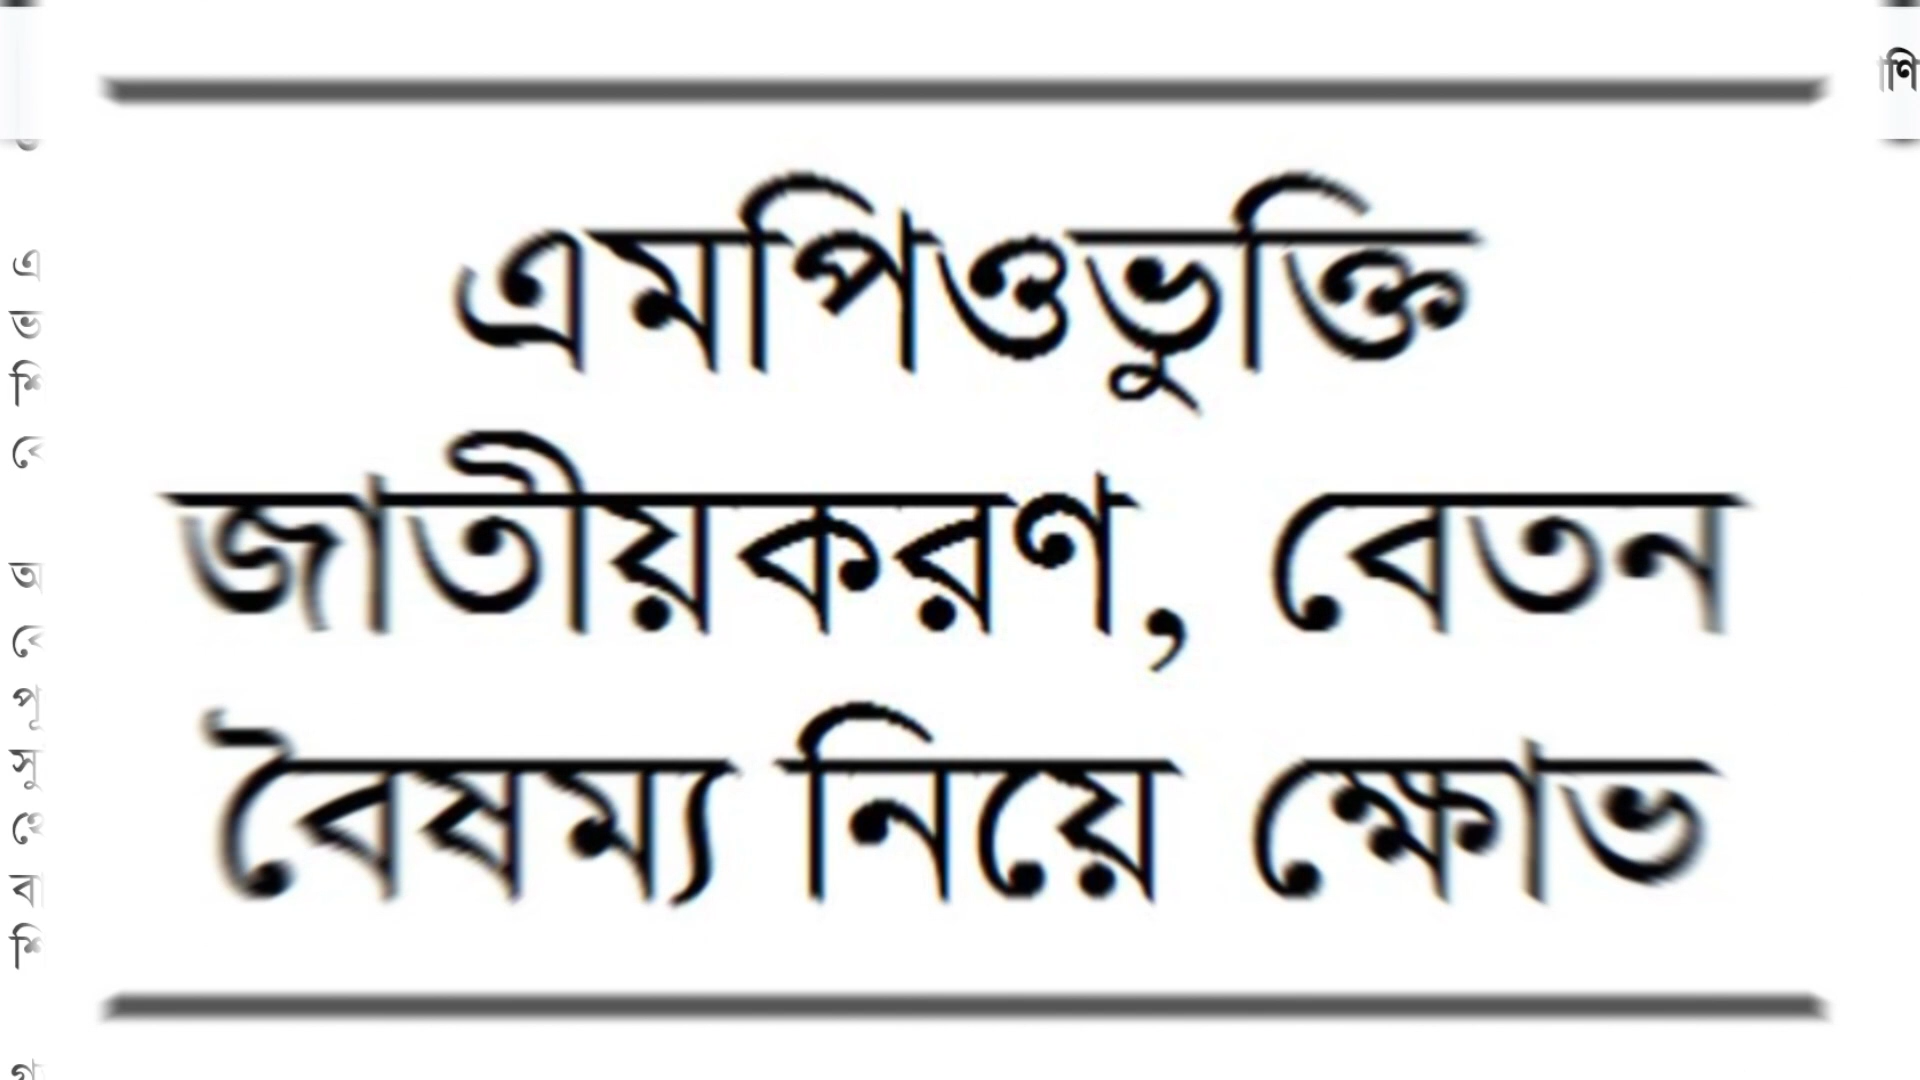 এমপিওভুক্তি
জাতীয়করণ, বেতন
বৈষম্য নিয়ে ক্ষোভ